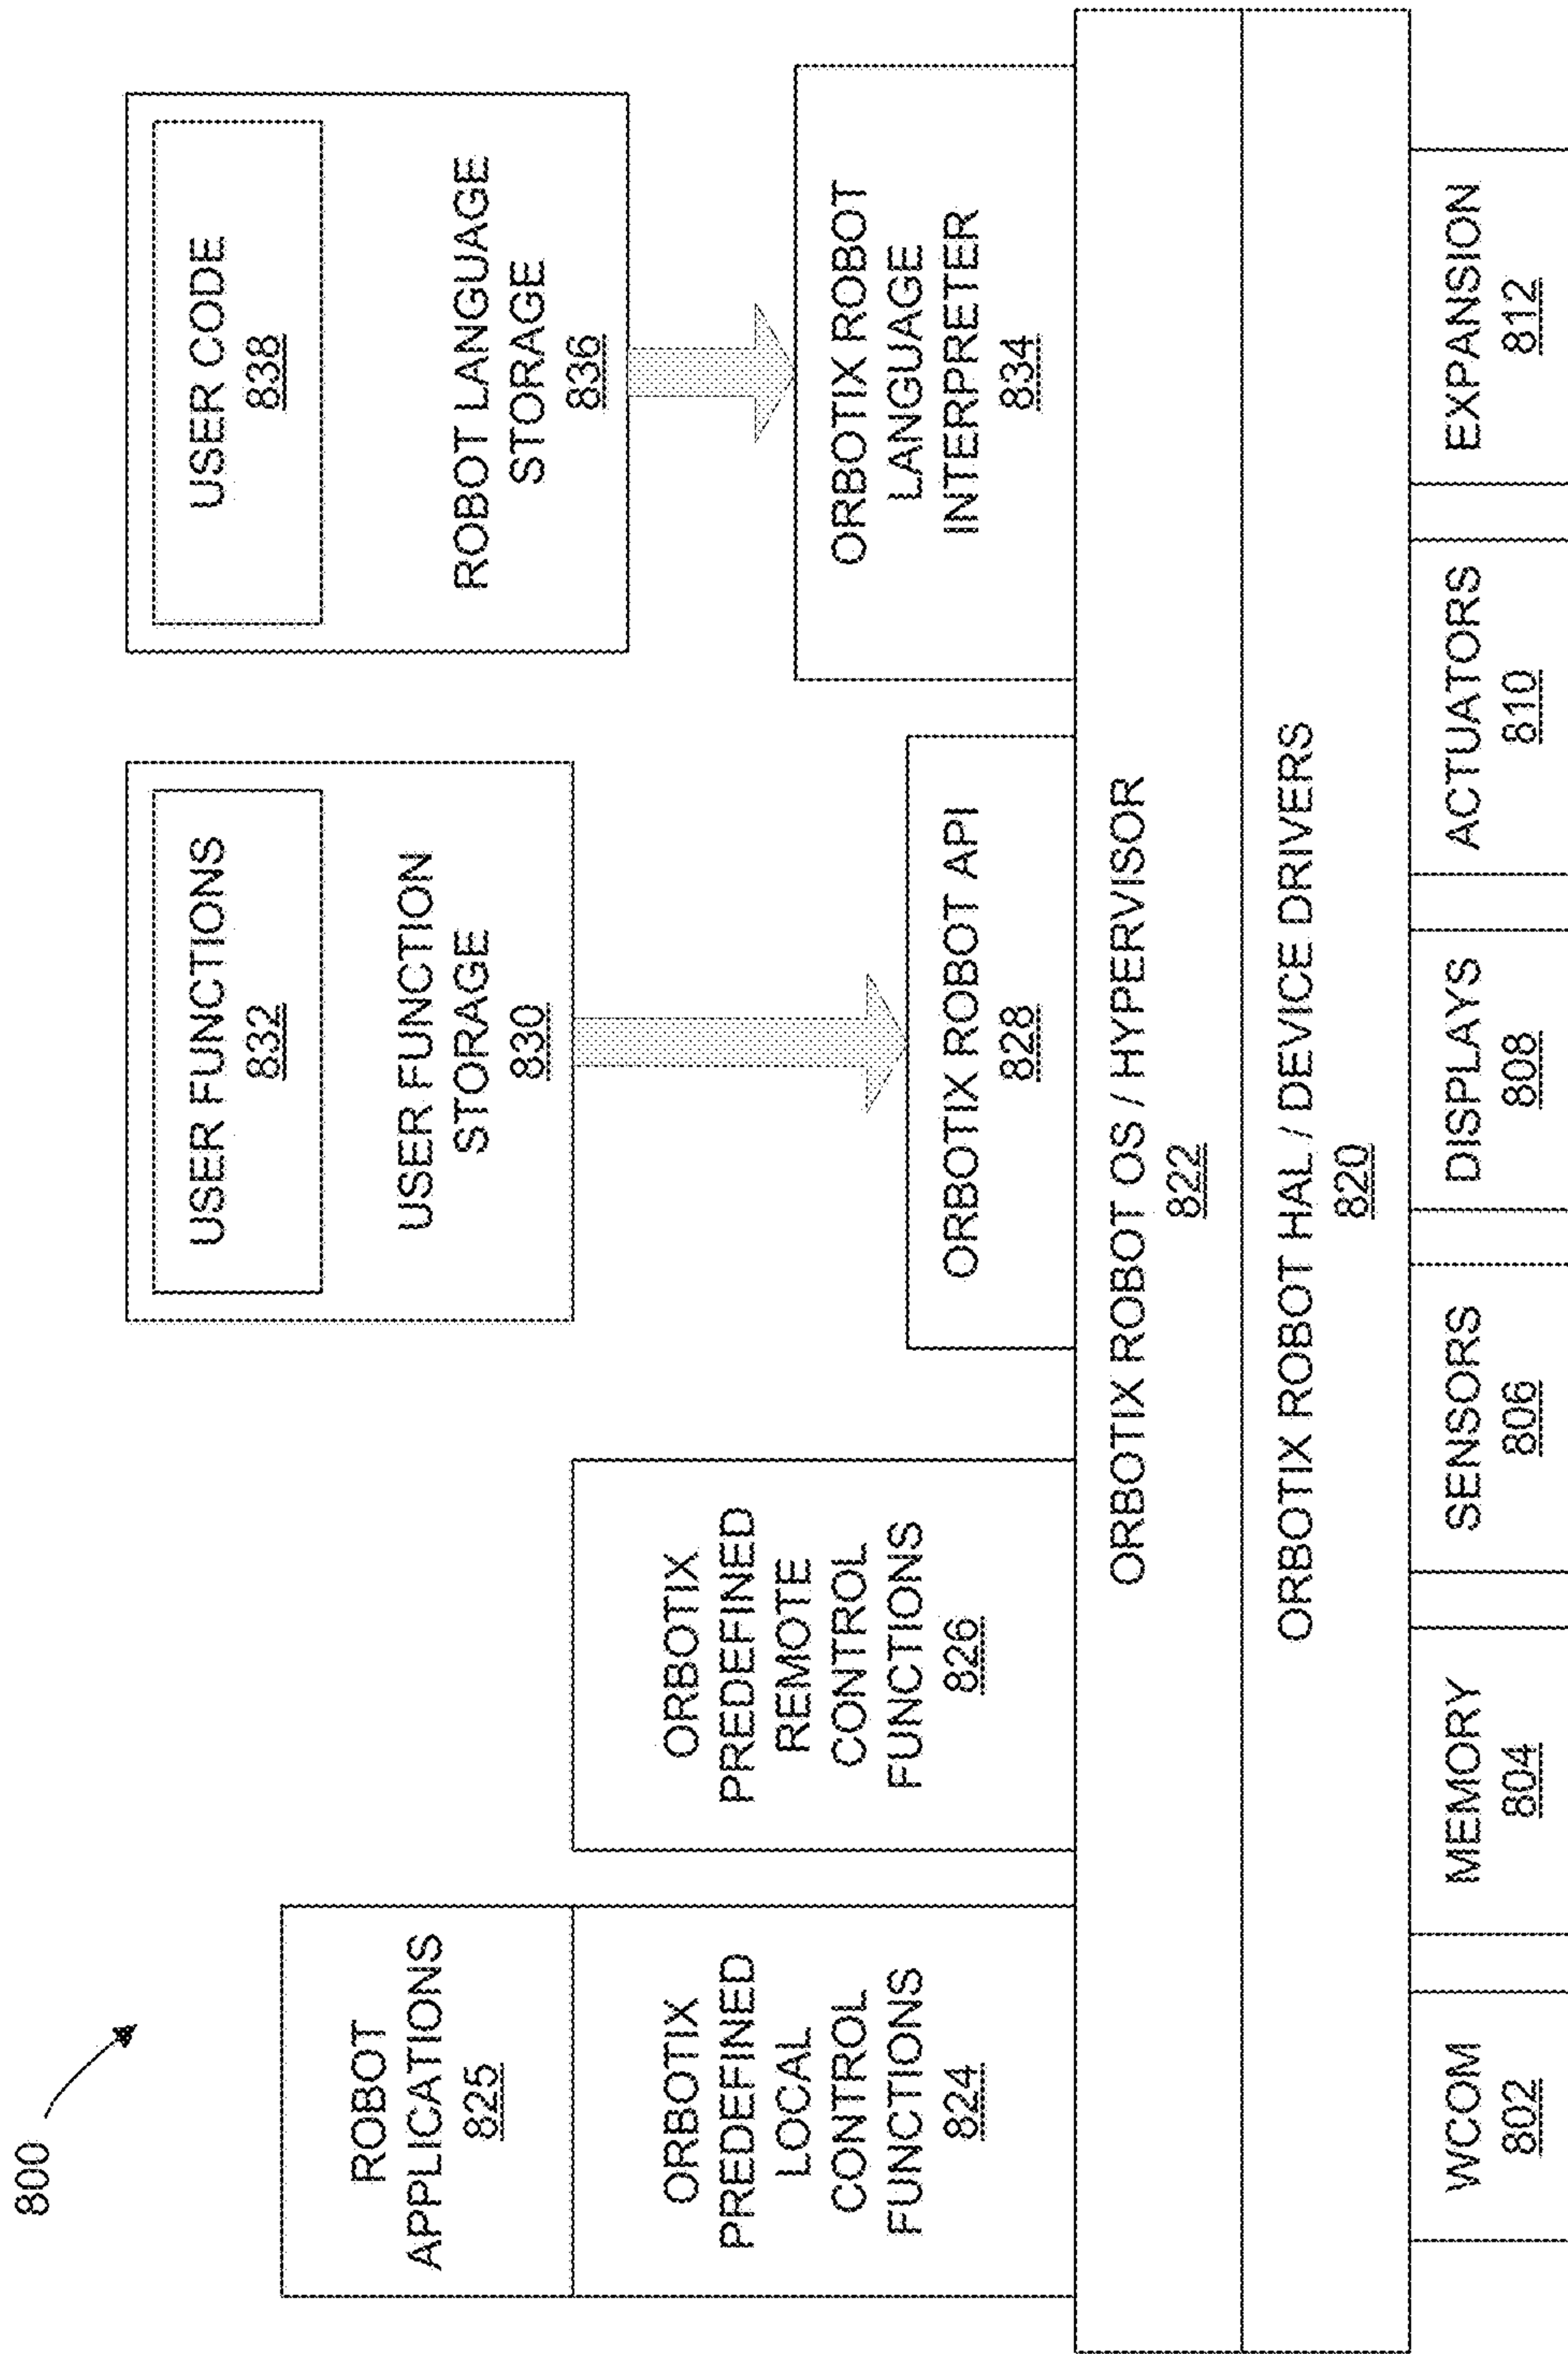 800
ROBOT
APPLICATIONS
825
ORBOTIX
PREDEFINED
LOCAL
CONTROL
FUNCTIONS
824
ORBOTIX
PREDEFINED
REMOTE
CONTROL
FUNCTIONS
826
USER FUNCTIONS
832
USER FUNCTION
STORAGE
830
ORBOTIX ROBOT API
828
USER CODE
838
ROBOT LANGUAGE
STORAGE
836
ORBOTIX ROBOT
LANGUAGE
INTERPRETER
834
ORBOTIX ROBOT OS / HYPERVISOR
822
ORBOTIX ROBOT HAL / DEVICE DRIVERS
820
WCOM
802
MEMORY
804
SENSORS
806
DISPLAYS
808
ACTUATORS
810
EXPANSION
812